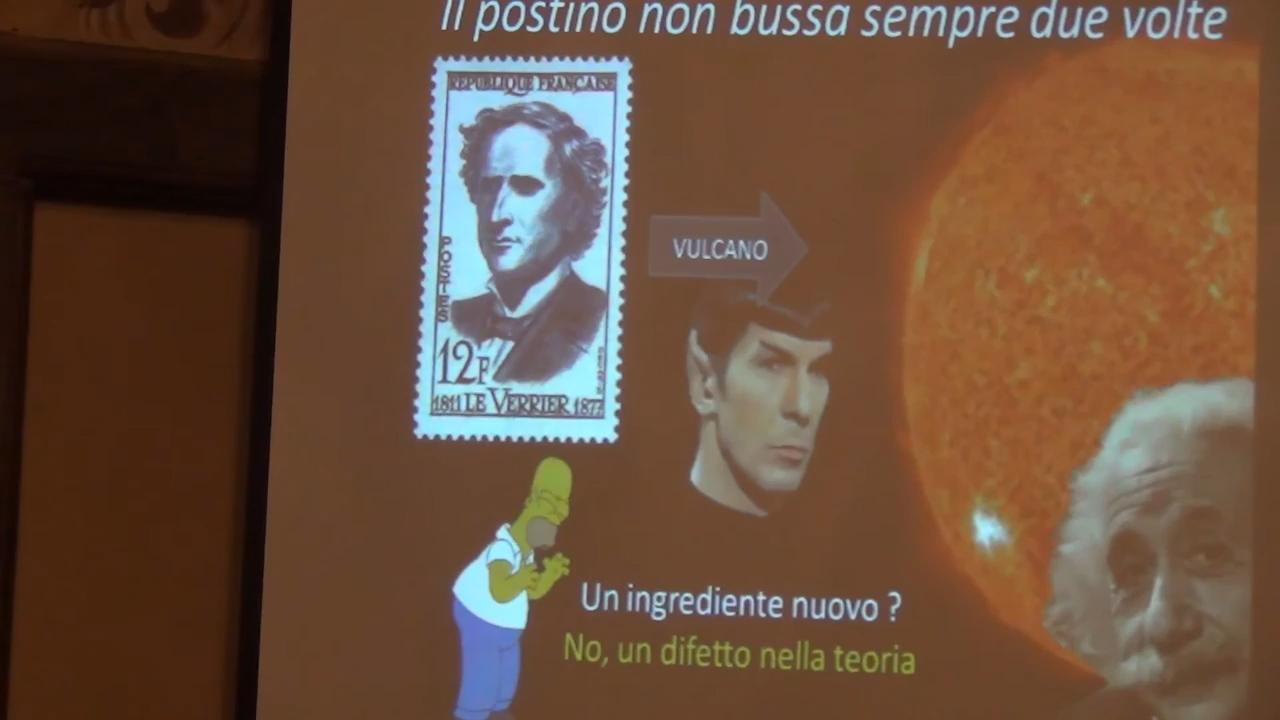 Il postino non bussa sempre due volte
REPUBLIQUE FRANÇAISE
VULCANO
POSTES
12F
1811 LE VERRIER 1877
Un ingrediente nuovo ?
No, un difetto nella teoria